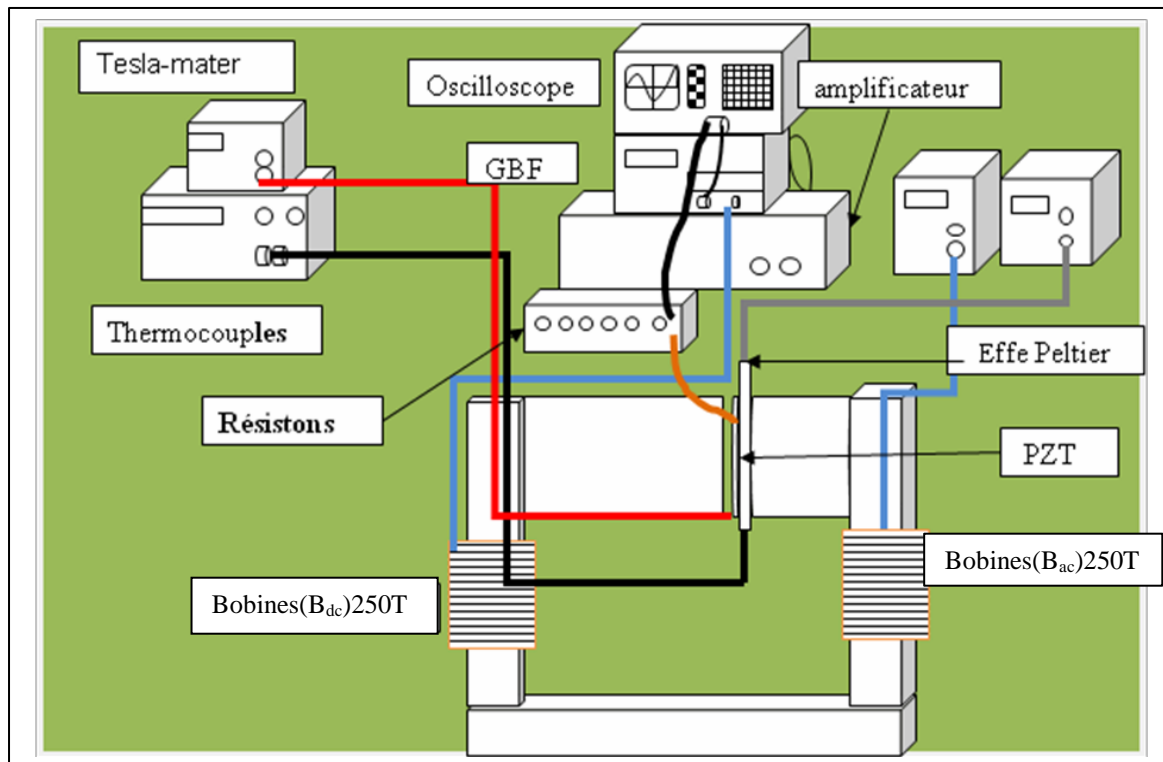 Tesla-mater
Oscilloscope
amplificateur
GBF
Thermocouples
Effe Peltier
Résistons
PZT
Bobines(Bac)250T
Bobines(Bdc)250T